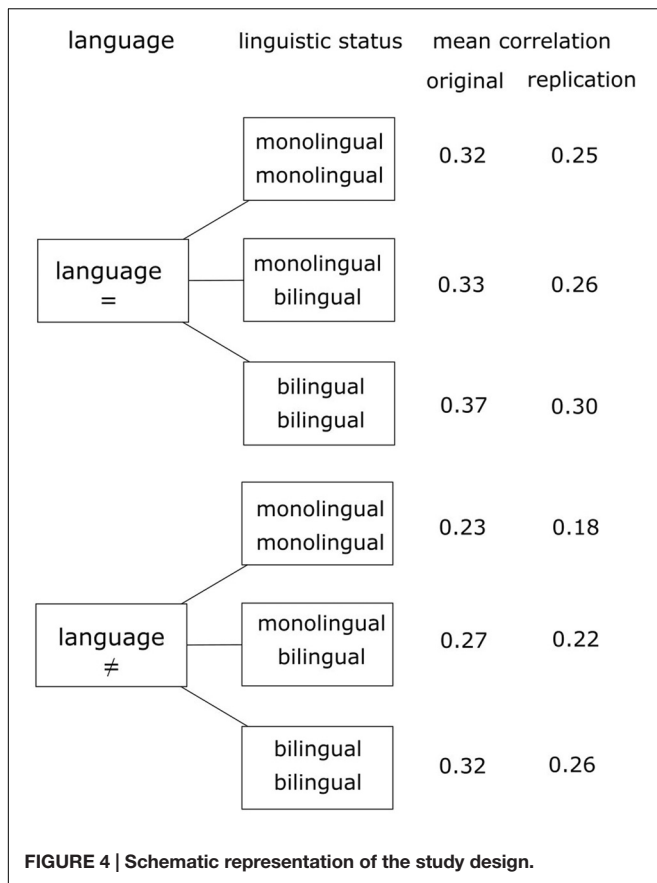 language linguistic status mean correlation
original replication
monolingual
monolingual
0.32 0.25
language
=
monolingual
bilingual
0.33 0.26
bilingual
bilingual
0.37 0.30
monolingual
monolingual
0.23 0.18
language
≠
monolingual
bilingual
0.27 0.22
bilingual
bilingual
0.32 0.26
FIGURE 4 | Schematic representation of the study design.